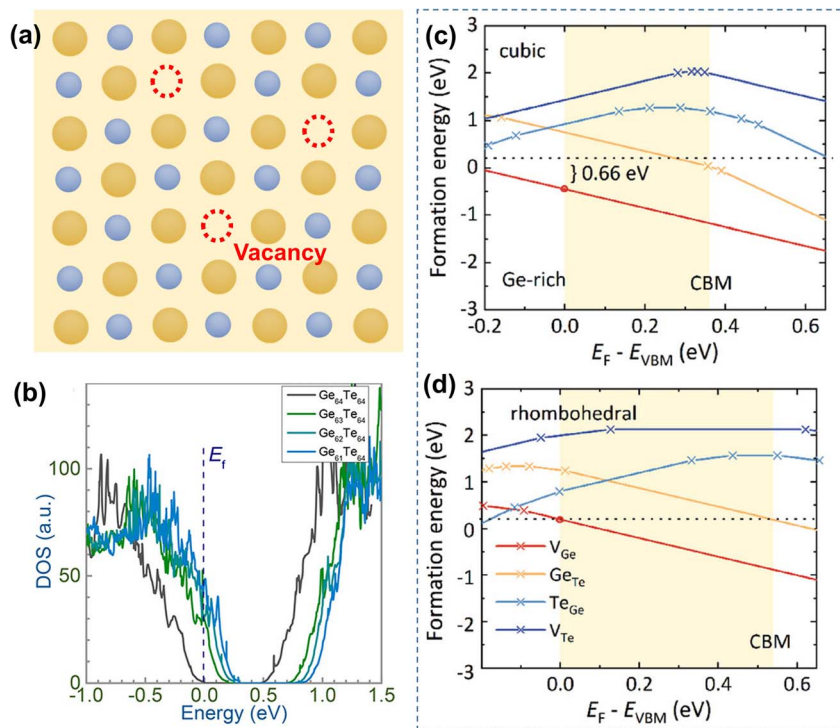 (a)
Vacancy
(b)
Ge64Te64
Ge63Te64
Ge62Te64
Ge61Te64
Ef
100
50
0
DOS (a.u.)
-1.0 -0.5 0.0 0.5 1.0 1.5
Energy (eV)
(c)
cubic
3
2
1
0
-1
-2
-3
Formation energy (eV)
} 0.66 eV
Ge-rich
CBM
-0.2 0.0 0.2 0.4 0.6
EF - EVBM (eV)
(d)
rhombohedral
3
2
1
0
-1
-2
-3
Formation energy (eV)
VGe
GeTe
TeGe
VTe
CBM
0.0 0.2 0.4 0.6
EF - EVBM (eV)